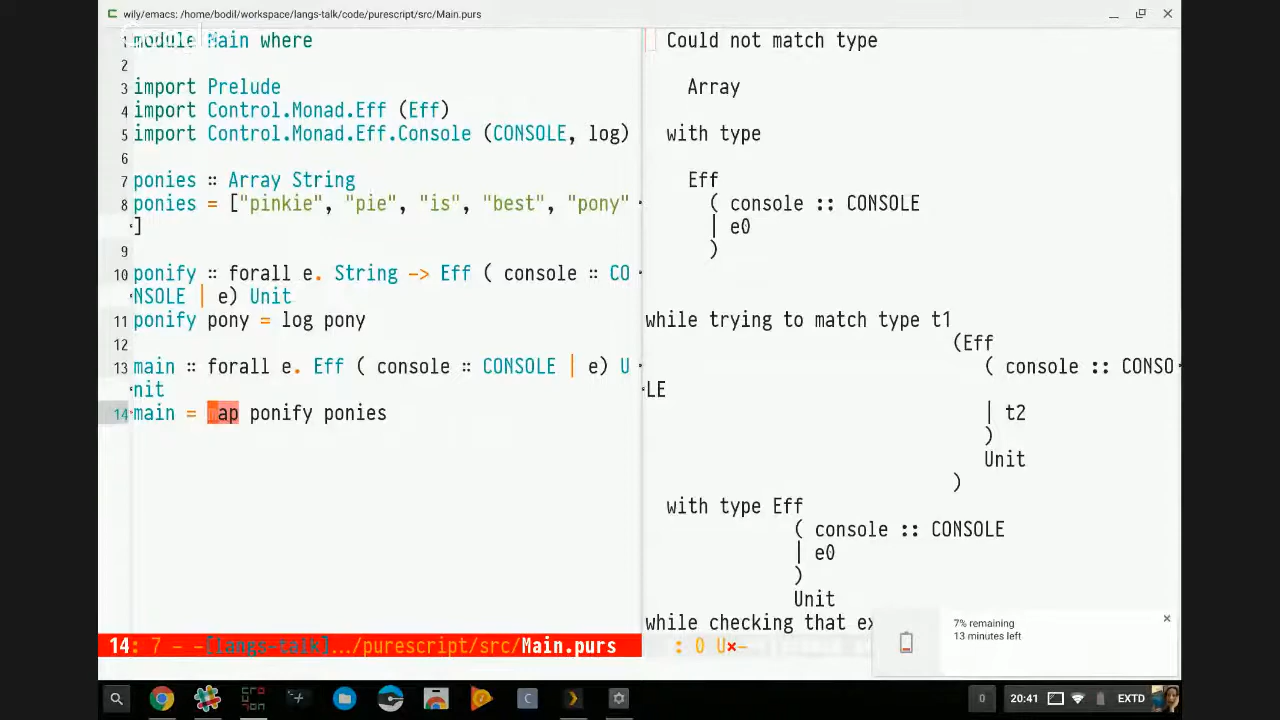 wily/emacs: /home/bodil/workspace/langs-talk/code/purescript/src/Main.purs
1 module Main where
2
3 import Prelude
4 import Control.Monad.Eff (Eff)
5 import Control.Monad.Eff.Console (CONSOLE, log)
6
7 ponies :: Array String
8 ponies = ["pinkie", "pie", "is", "best", "pony"
]
9
10 ponify :: forall e. String -> Eff ( console :: CO
NSOLE | e) Unit
11 ponify pony = log pony
12
13 main :: forall e. Eff ( console :: CONSOLE | e) U
nit
14 main = map ponify ponies
14: 7 - -[langs-talk].../purescript/src/Main.purs
Could not match type
Array
with type
Eff
( console :: CONSOLE
| e0
)
while trying to match type t1
(Eff
( console :: CONSO
LE
| t2
)
Unit
)
with type Eff
( console :: CONSOLE
| e0
)
Unit
while checking that ex
: 0 U×-
7% remaining
13 minutes left
0
20:41
EXTD